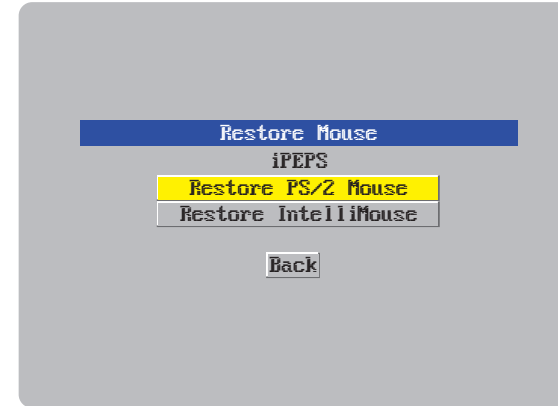 Restore Mouse
iPEPS
Restore PS/2 Mouse
Restore IntelliMouse
Back